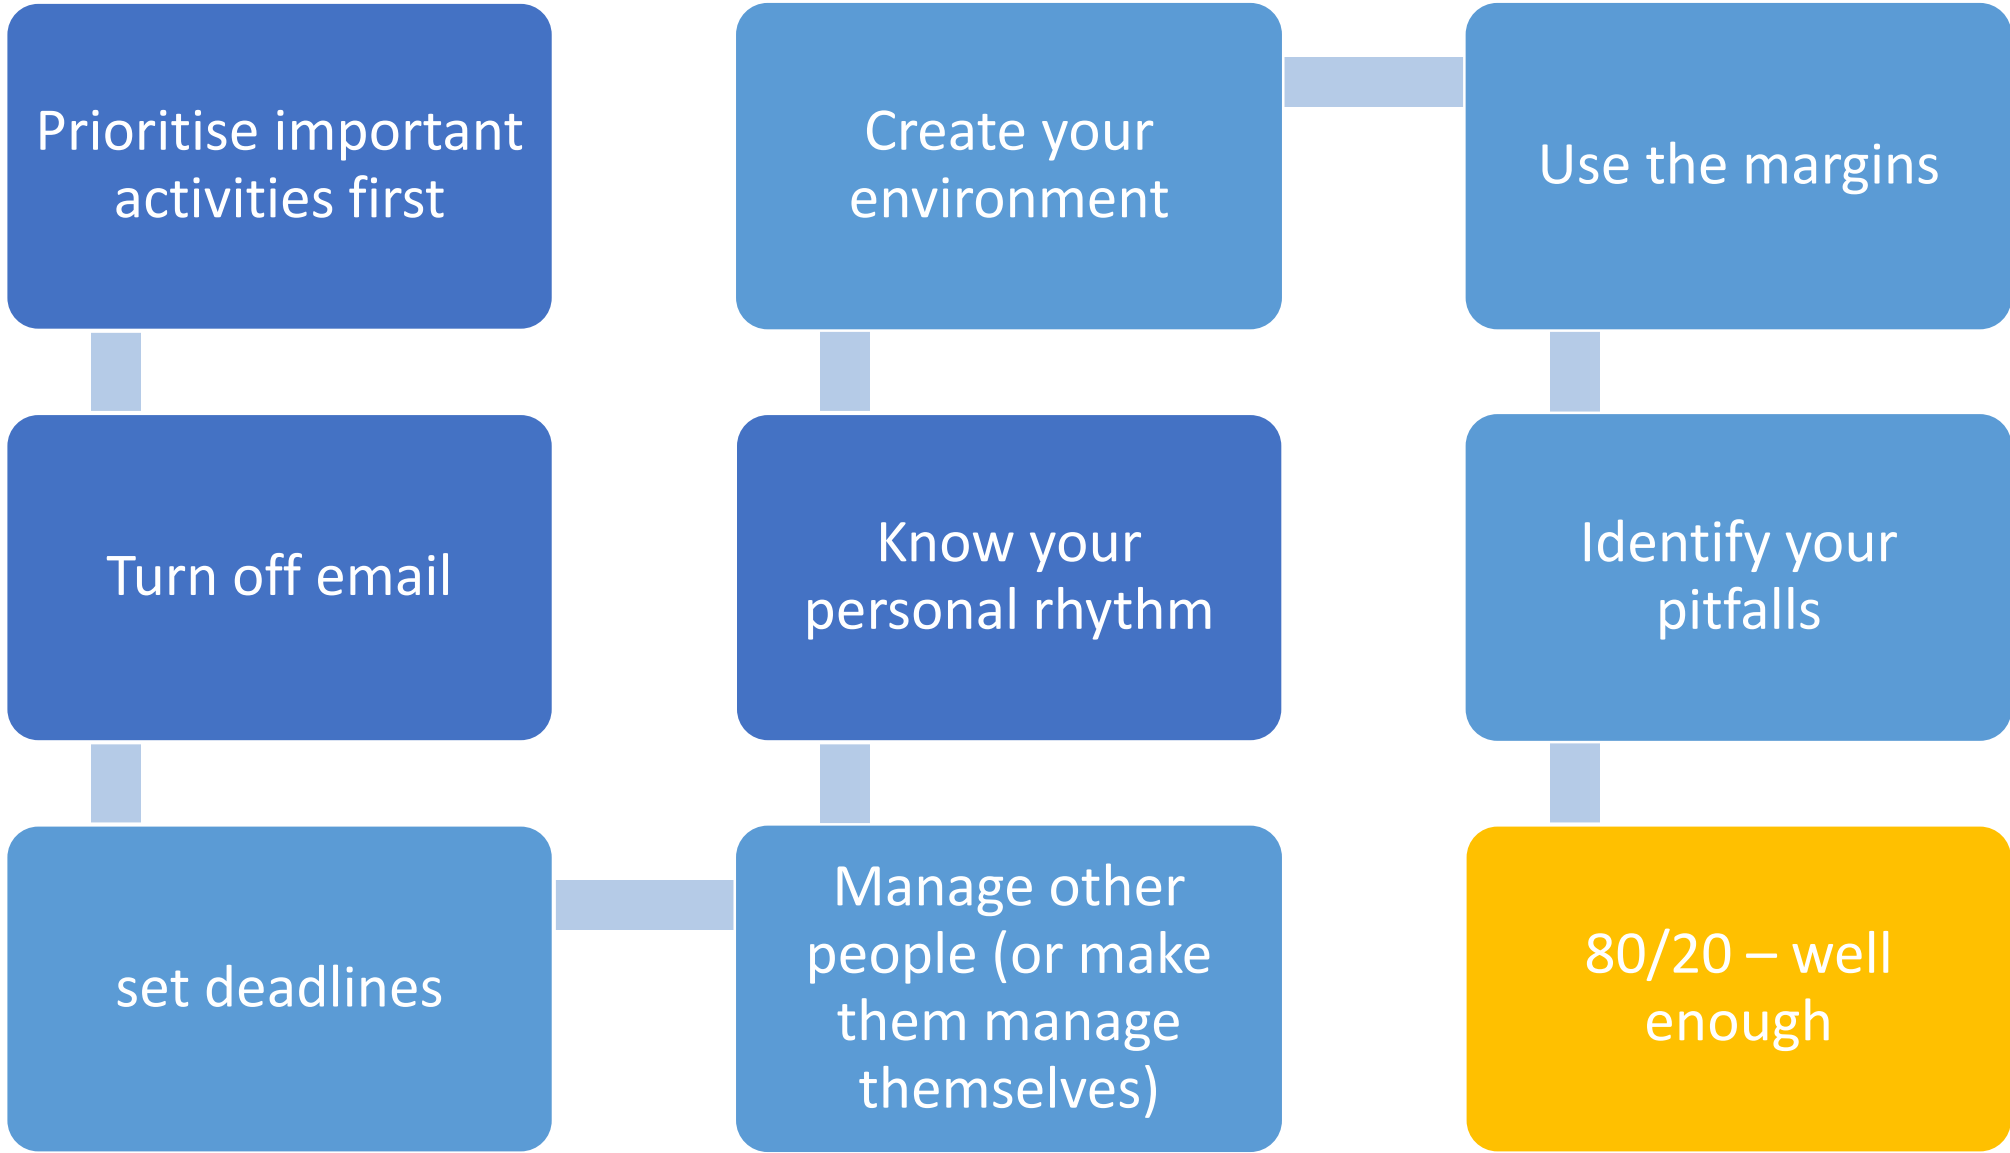 Prioritise important
activities first
Turn off email
set deadlines
Manage other
people (or make
them manage
themselves)
Know your
personal rhythm
Create your
environment
Use the margins
Identify your
pitfalls
80/20 – well
enough